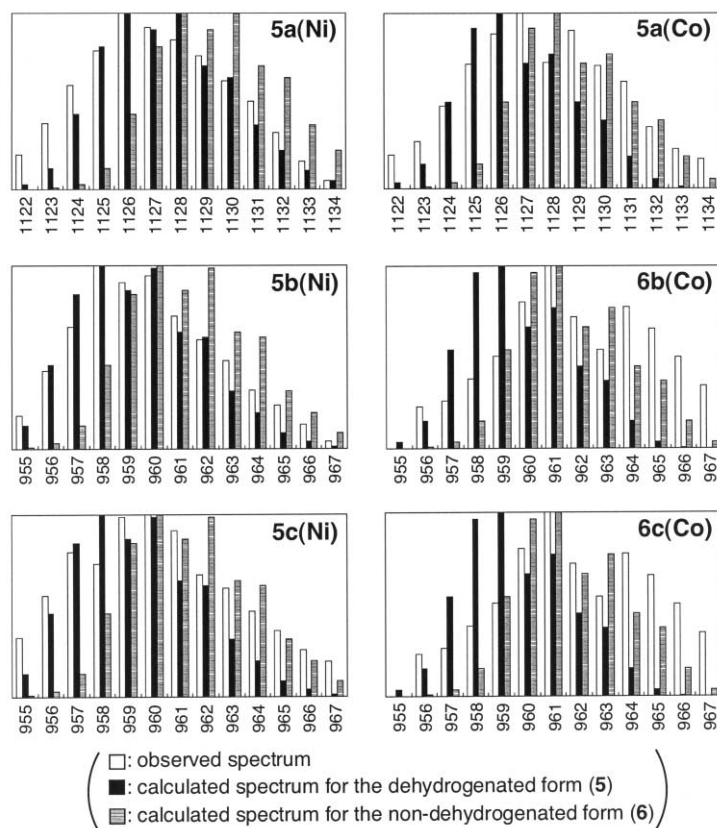 5a(Ni)
1122 1123 1124 1125 1126 1127 1128 1129 1130 1131 1132 1133 1134
5a(Co)
1122 1123 1124 1125 1126 1127 1128 1129 1130 1131 1132 1133 1134
5b(Ni)
955 956 957 958 959 960 961 962 963 964 965 966 967
6b(Co)
955 956 957 958 959 960 961 962 963 964 965 966 967
5c(Ni)
955 956 957 958 959 960 961 962 963 964 965 966 967
6c(Co)
955 956 957 958 959 960 961 962 963 964 965 966 967
: observed spectrum
: calculated spectrum for the dehydrogenated form (5)
: calculated spectrum for the non-dehydrogenated form (6)